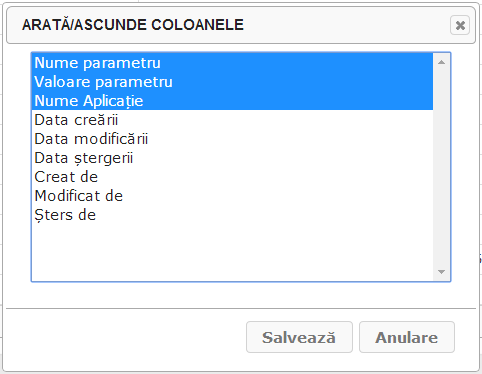 ARATĂ/ASCUNDE COLOANELE
Nume parametru
Valoare parametru
Nume Aplicație
Data creării
Data modificării
Data ștergerii
Creat de
Modificat de
Șters de
Salvează Anulare